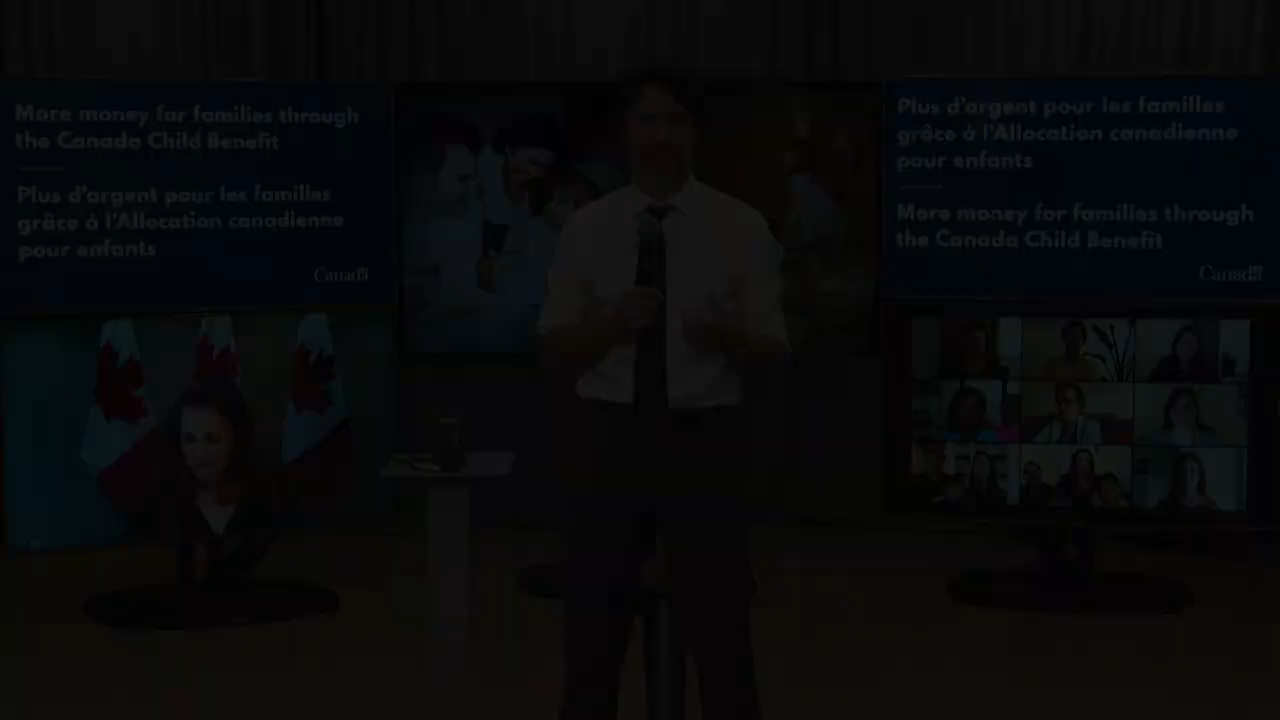 More money for families through
the Canada Child Benefit
Plus d'argent pour les familles
grâce à l'Allocation canadienne
pour enfants
Canada
Plus d'argent pour les familles
grâce à l'Allocation canadienne
pour enfants
More money for families through
the Canada Child Benefit
Canada